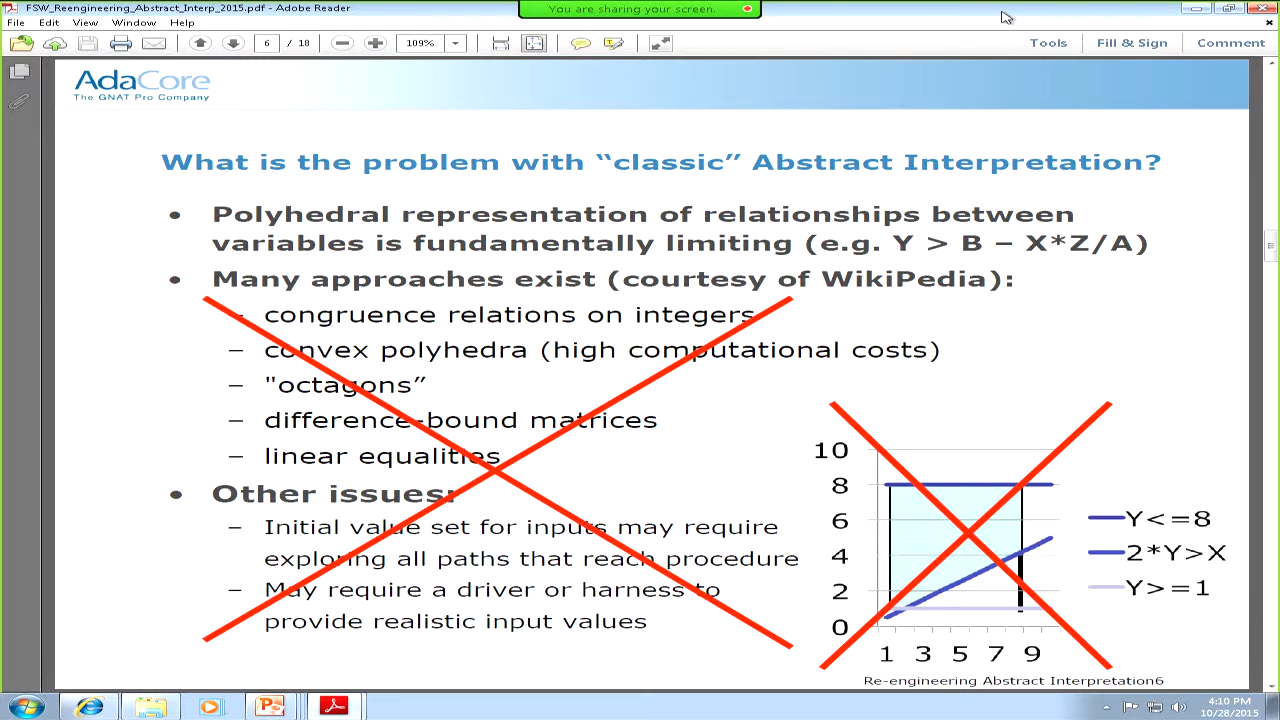 FSW_Reengineering_Abstract_Interp_2015.pdf - Adobe Reader
You are sharing your screen.
File Edit View Window Help
6 / 18 109%
Tools Fill & Sign Comment
AdaCore
The GNAT Pro Company
What is the problem with “classic” Abstract Interpretation?
• Polyhedral representation of relationships between
variables is fundamentally limiting (e.g. Y > B – X*Z/A)
• Many approaches exist (courtesy of WikiPedia):
– congruence relations on integers
– convex polyhedra (high computational costs)
– "octagons”
– difference-bound matrices
– linear equalities
• Other issues:
– Initial value set for inputs may require
exploring all paths that reach procedure
– May require a driver or harness to
provide realistic input values
10
8
6
4
2
0
1 3 5 7 9
Y<=8
2*Y>X
Y>=1
Re-engineering Abstract Interpretation6
4:10 PM
10/28/2015